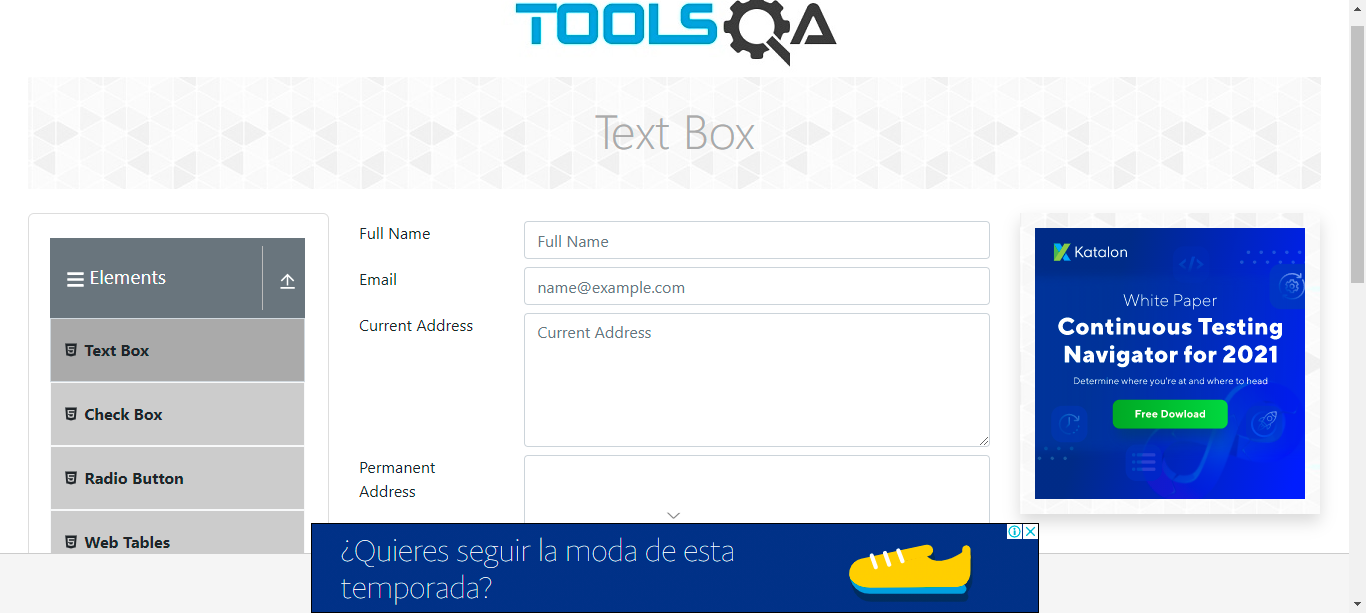 TOOLSQA
Text Box
Elements
Text Box
Check Box
Radio Button
Web Tables
Full Name
Full Name
Email
name@example.com
Current Address
Current Address
Permanent
Address
Katalon
White Paper
Continuous Testing
Navigator for 2021
Determine where you're at and where to head
Free Dowload
¿Quieres seguir la moda de esta
temporada?